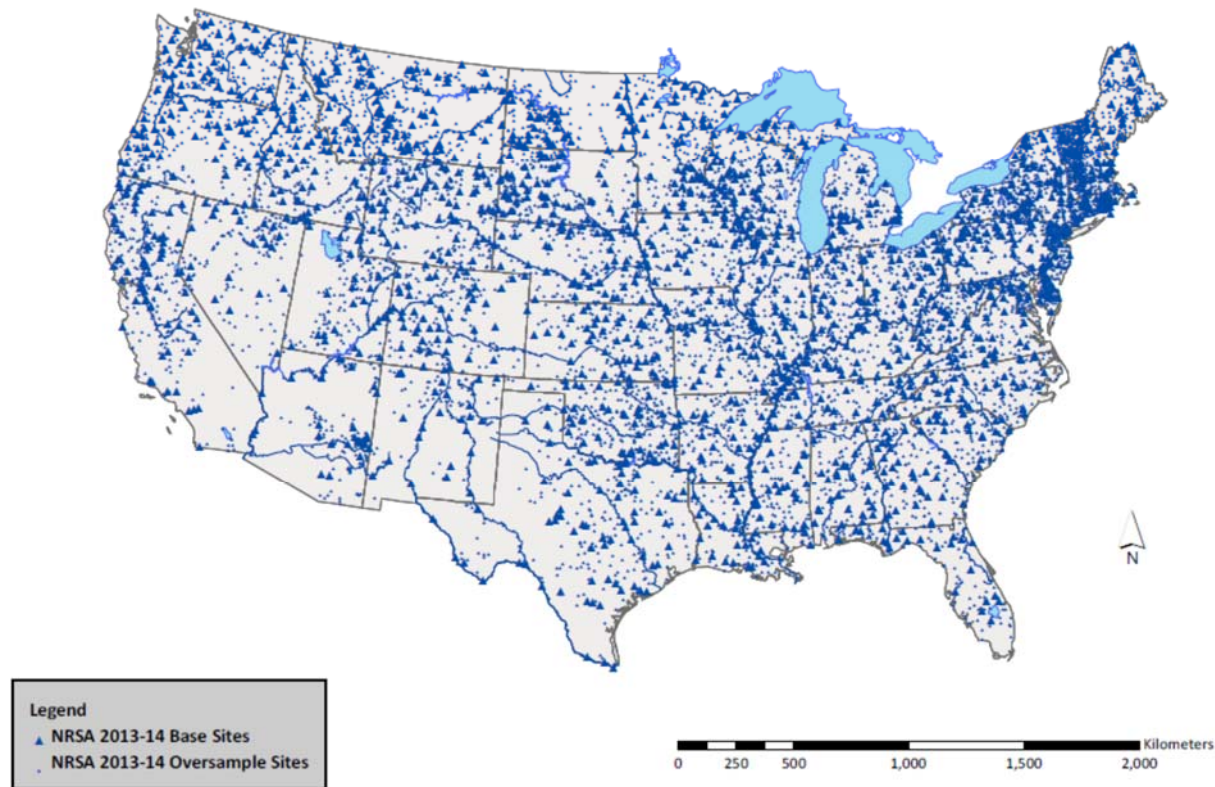 N
Legend
NRSA 2013-14 Base Sites
NRSA 2013-14 Oversample Sites
Kilometers
0 250 500 1,000 1,500 2,000